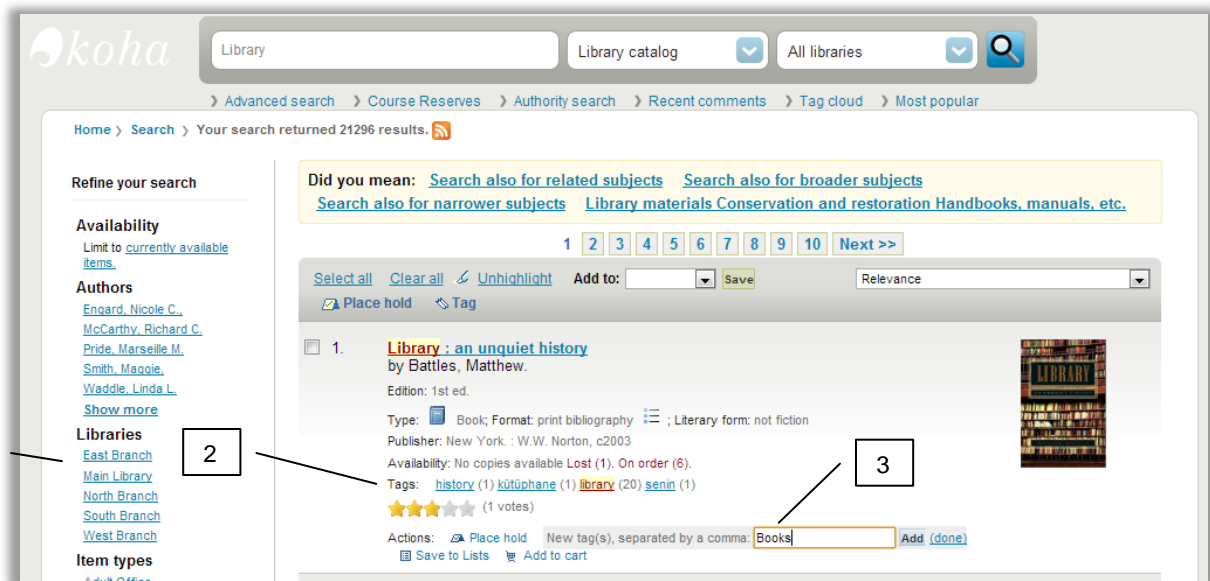 koha
Library
Library catalog
All libraries
Advanced search
Course Reserves
Authority search
Recent comments
Tag cloud
Most popular
Home
Search
Your search returned 21296 results.
Refine your search
Availability
Limit to currently available
items.
Authors
Engard, Nicole C.,
McCarthy, Richard C.
Pride, Marseille M.
Smith, Maggie,
Waddle, Linda L.
Show more
Libraries
East Branch
Main Library
North Branch
South Branch
West Branch
Item types
Adult Office
2
Did you mean: Search also for related subjects Search also for broader subjects
Search also for narrower subjects Library materials Conservation and restoration Handbooks, manuals, etc.
1 2 3 4 5 6 7 8 9 10 Next >>
Select all Clear all Unhighlight Add to: Save Relevance
Place hold Tag
1. Library : an unquiet history
by Battles, Matthew.
Edition: 1st ed.
Type: Book; Format: print bibliography ; Literary form: not fiction
Publisher: New York. : W.W. Norton, c2003
Availability: No copies available Lost (1). On order (6).
Tags: history (1) kütüphane (1) library (20) senin (1)
(1 votes)
Actions: Place hold New tag(s), separated by a comma: Books Add (done)
Save to Lists Add to cart
3
LIBRARY